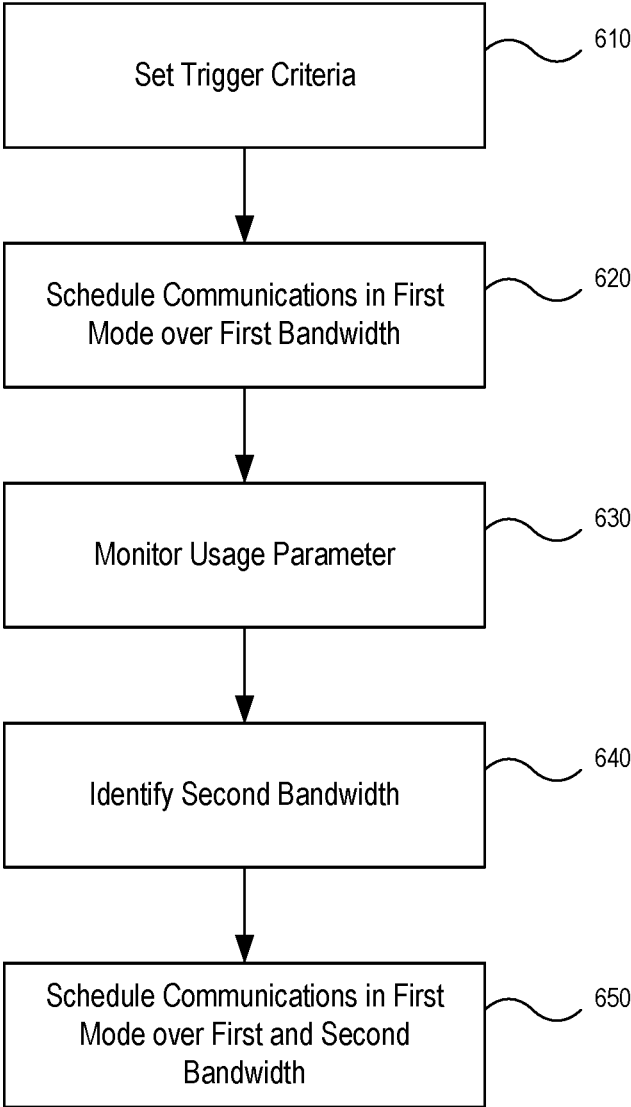 Set Trigger Criteria
610
Schedule Communications in First
Mode over First Bandwidth
620
Monitor Usage Parameter
630
Identify Second Bandwidth
640
Schedule Communications in First
Mode over First and Second
Bandwidth
650